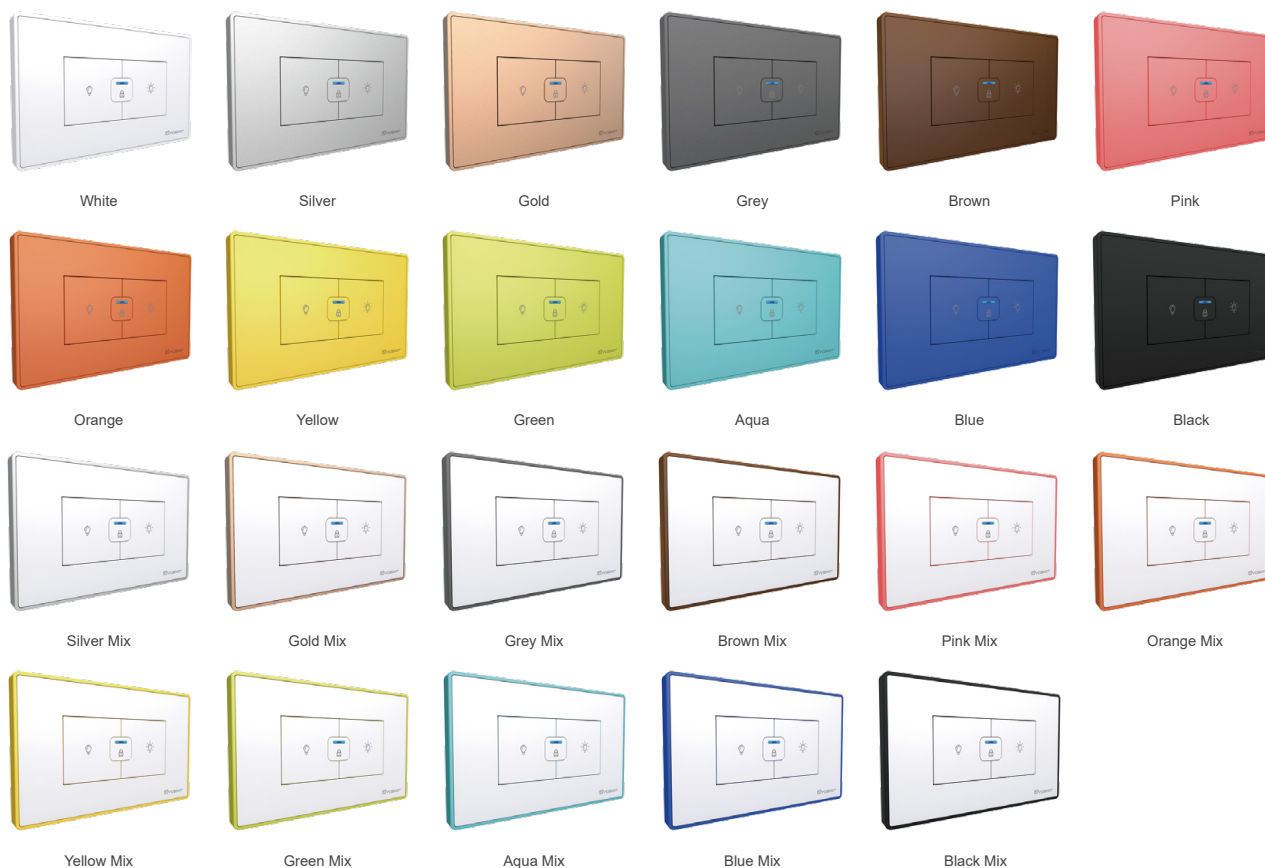 White
Silver
Gold
Grey
Brown
Pink
Orange
Yellow
Green
Aqua
Blue
Black
Silver Mix
Gold Mix
Grey Mix
Brown Mix
Pink Mix
Orange Mix
Yellow Mix
Green Mix
Aqua Mix
Blue Mix
Black Mix